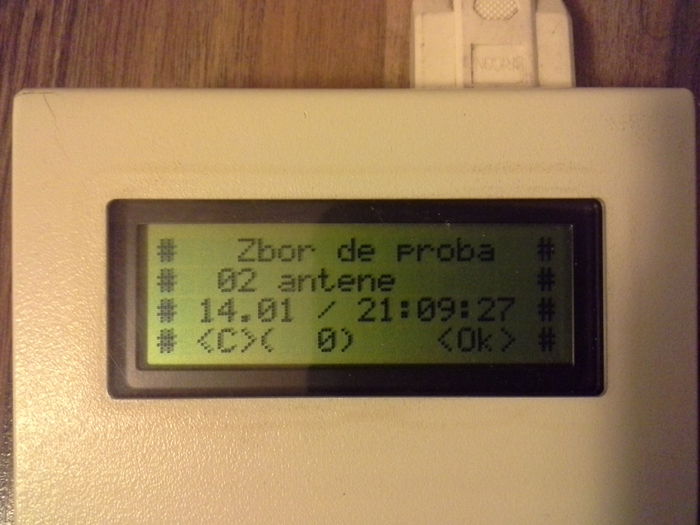 # Zbor de proba #
# 02 antene #
# 14.01 / 21:09:27 #
# <C>( 0) <Ok> #